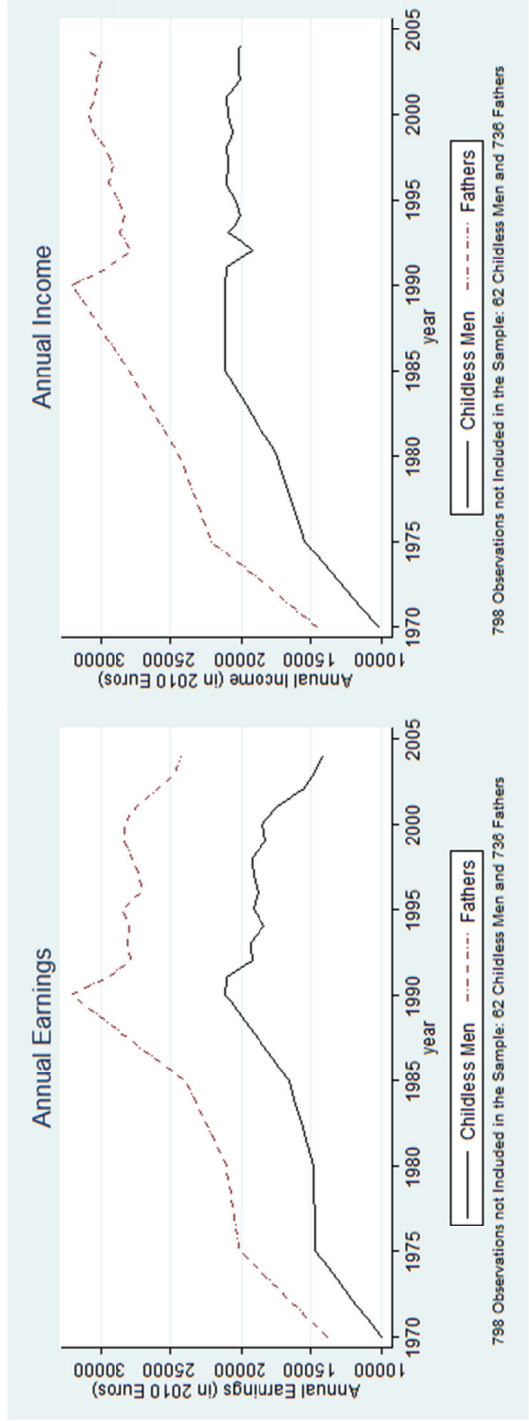 Annual Earnings
Annual Earnings (in 2010 Euros)
10000 15000 20000 25000 30000
1970 1975 1980 1985 1990 1995 2000 2005
year
Childless Men Fathers
798 Observations not Included in the Sample: 62 Childless Men and 736 Fathers
Annual Income
Annual Income (in 2010 Euros)
10000 15000 20000 25000 30000
1970 1975 1980 1985 1990 1995 2000 2005
year
Childless Men Fathers
798 Observations not Included in the Sample: 62 Childless Men and 736 Fathers